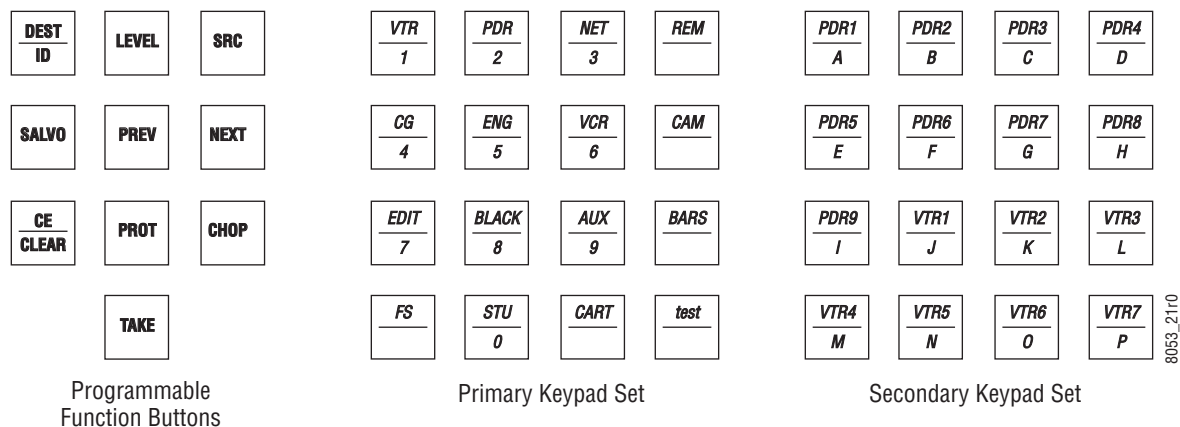 DEST
ID
LEVEL
SRC
SALVO
PREV
NEXT
CE
CLEAR
PROT
CHOP
TAKE
Programmable
Function Buttons
VTR
1
PDR
2
NET
3
REM
CG
4
ENG
5
VCR
6
CAM
EDIT
7
BLACK
8
AUX
9
BARS
FS
STU
0
CART
test
Primary Keypad Set
PDR1
A
PDR2
B
PDR3
C
PDR4
D
PDR5
E
PDR6
F
PDR7
G
PDR8
H
PDR9
I
VTR1
J
VTR2
K
VTR3
L
VTR4
M
VTR5
N
VTR6
O
VTR7
P
Secondary Keypad Set
8053_21r0